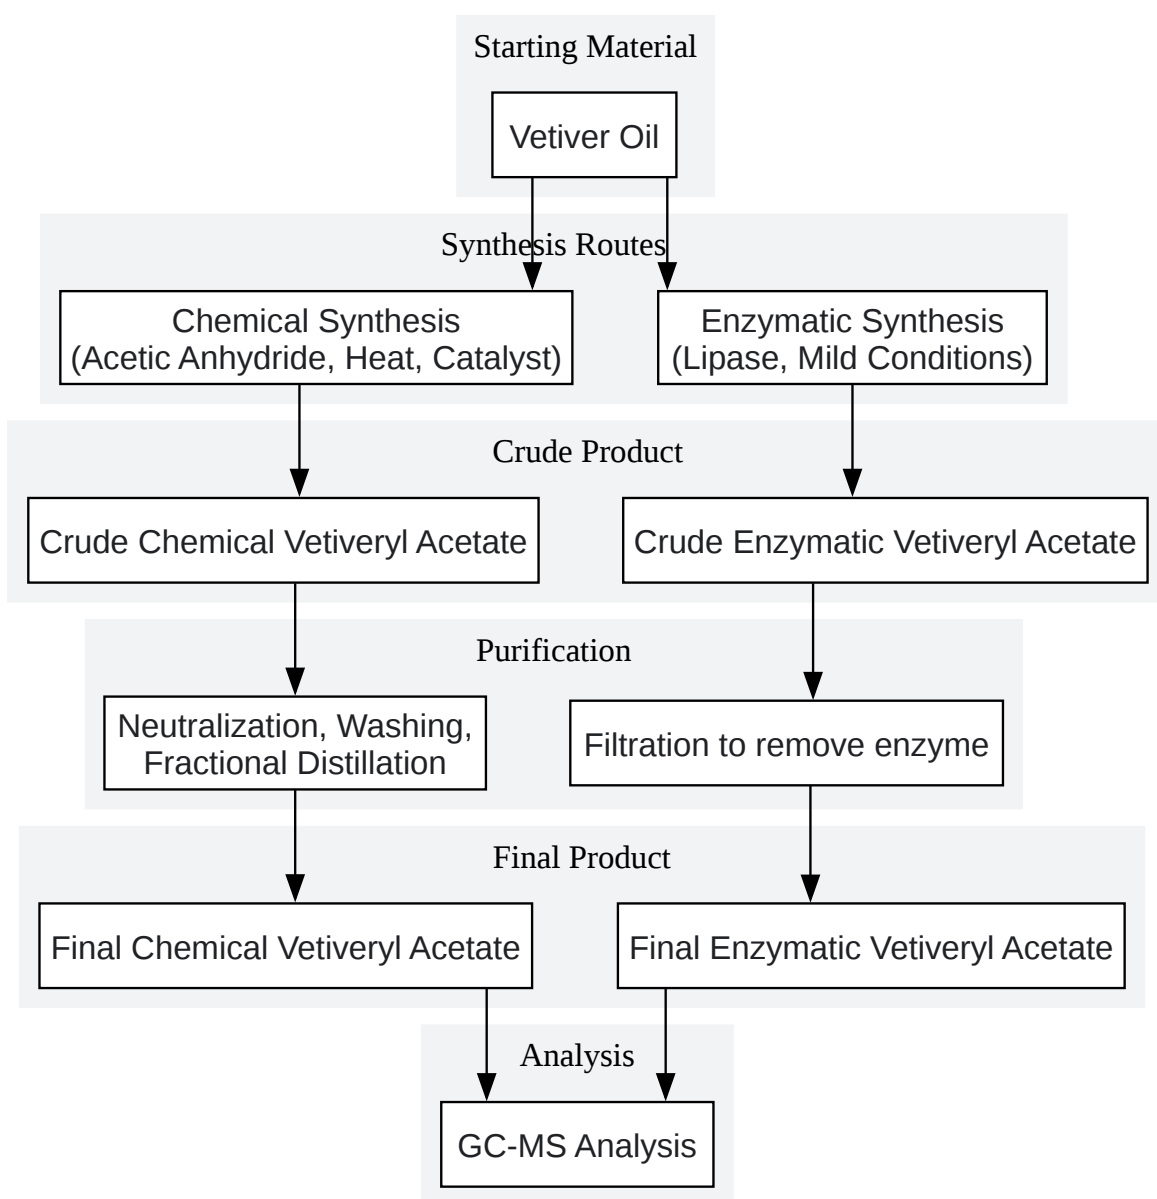 Starting Material
Vetiver Oil
Synthesis Routes
Chemical Synthesis
(Acetic Anhydride, Heat, Catalyst)
Enzymatic Synthesis
(Lipase, Mild Conditions)
Crude Product
Crude Chemical Vetiveryl Acetate
Crude Enzymatic Vetiveryl Acetate
Purification
Neutralization, Washing,
Fractional Distillation
Filtration to remove enzyme
Final Product
Final Chemical Vetiveryl Acetate
Final Enzymatic Vetiveryl Acetate
Analysis
GC-MS Analysis